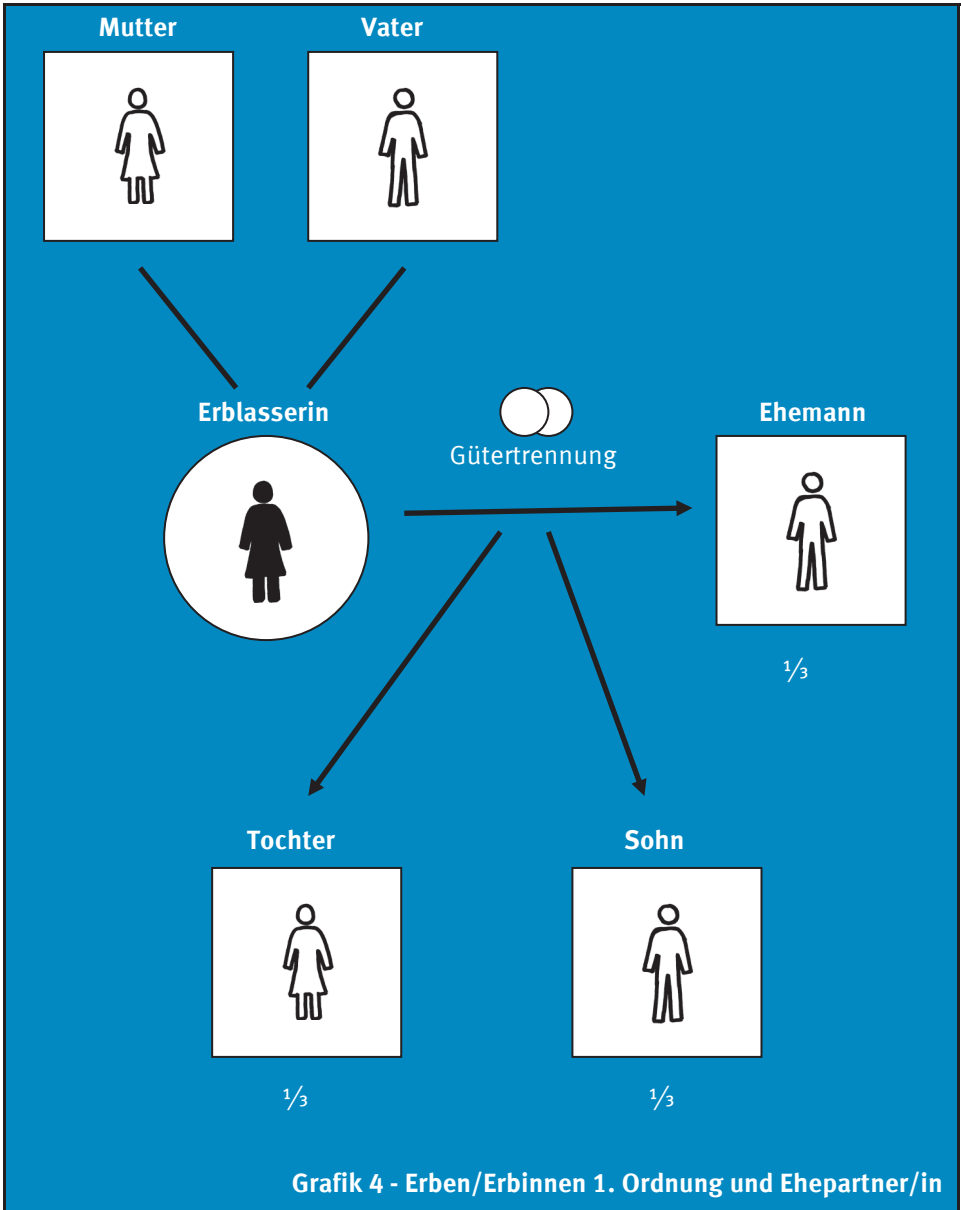 Mutter
Vater
Erblasserin
Gütertrennung
Ehemann
⅓
Tochter
Sohn
⅓
⅓
Grafik 4 - Erben/Erbinnen 1. Ordnung und Ehepartner/in